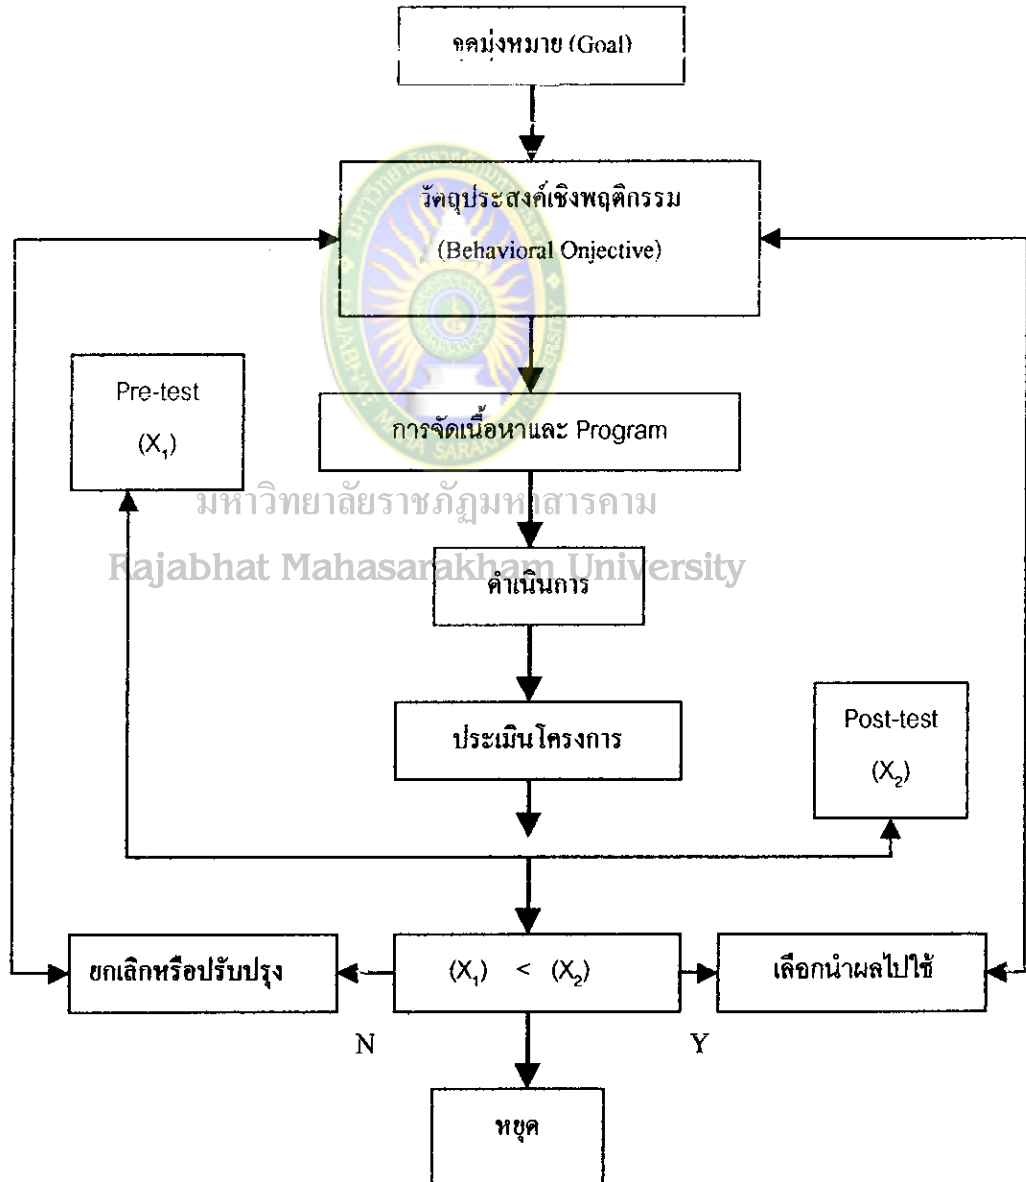 จุดมุ่งหมาย (Goal)
วัตถุประสงค์เชิงพฤติกรรม
(Behavioral Onjective)
Pre-test
(X₁)
การจัดเนื้อหาและ Program
มหาวิทยาลัยราชภัฏมหาสารคาม
Rajabhat Mahasarakham University
ดำเนินการ
ประเมินโครงการ
Post-test
(X₂)
ยกเลิกหรือปรับปรุง
(X₁) < (X₂)
เลือกนำผลไปใช้
N
Y
หยุด